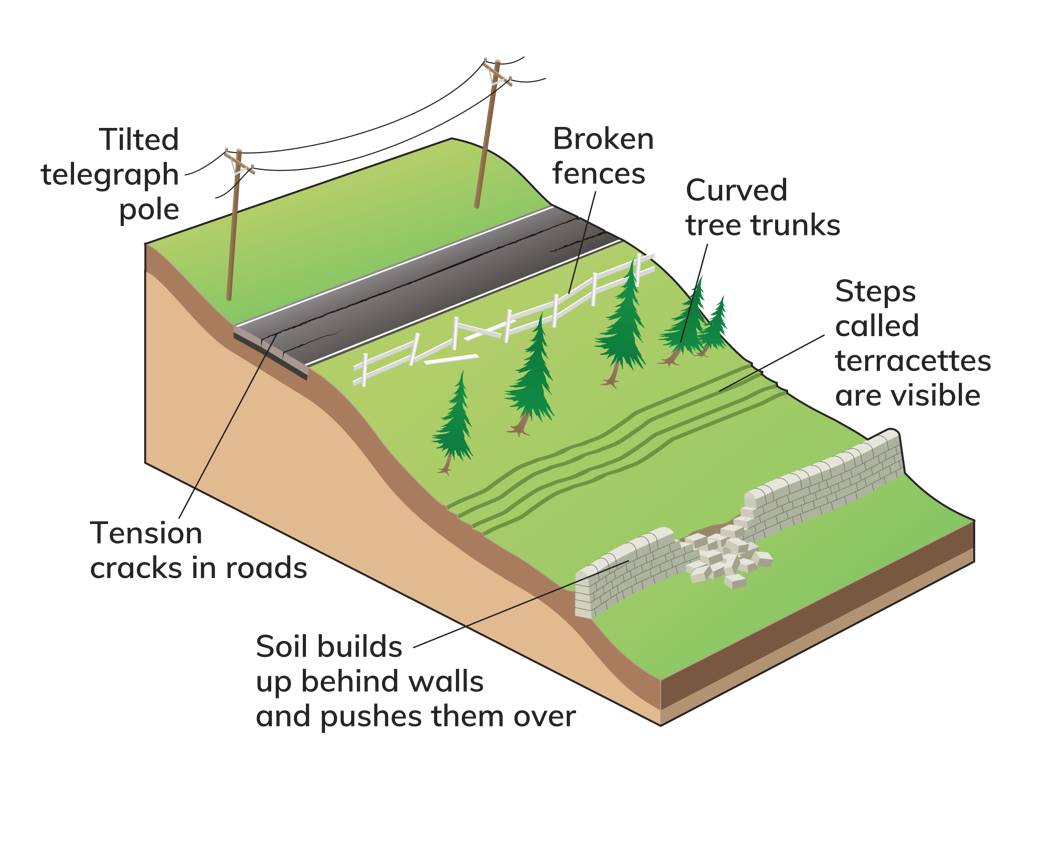 Tilted
telegraph
pole
Broken
fences
Curved
tree trunks
Steps
called
terracettes
are visible
Tension
cracks in roads
Soil builds
up behind walls
and pushes them over